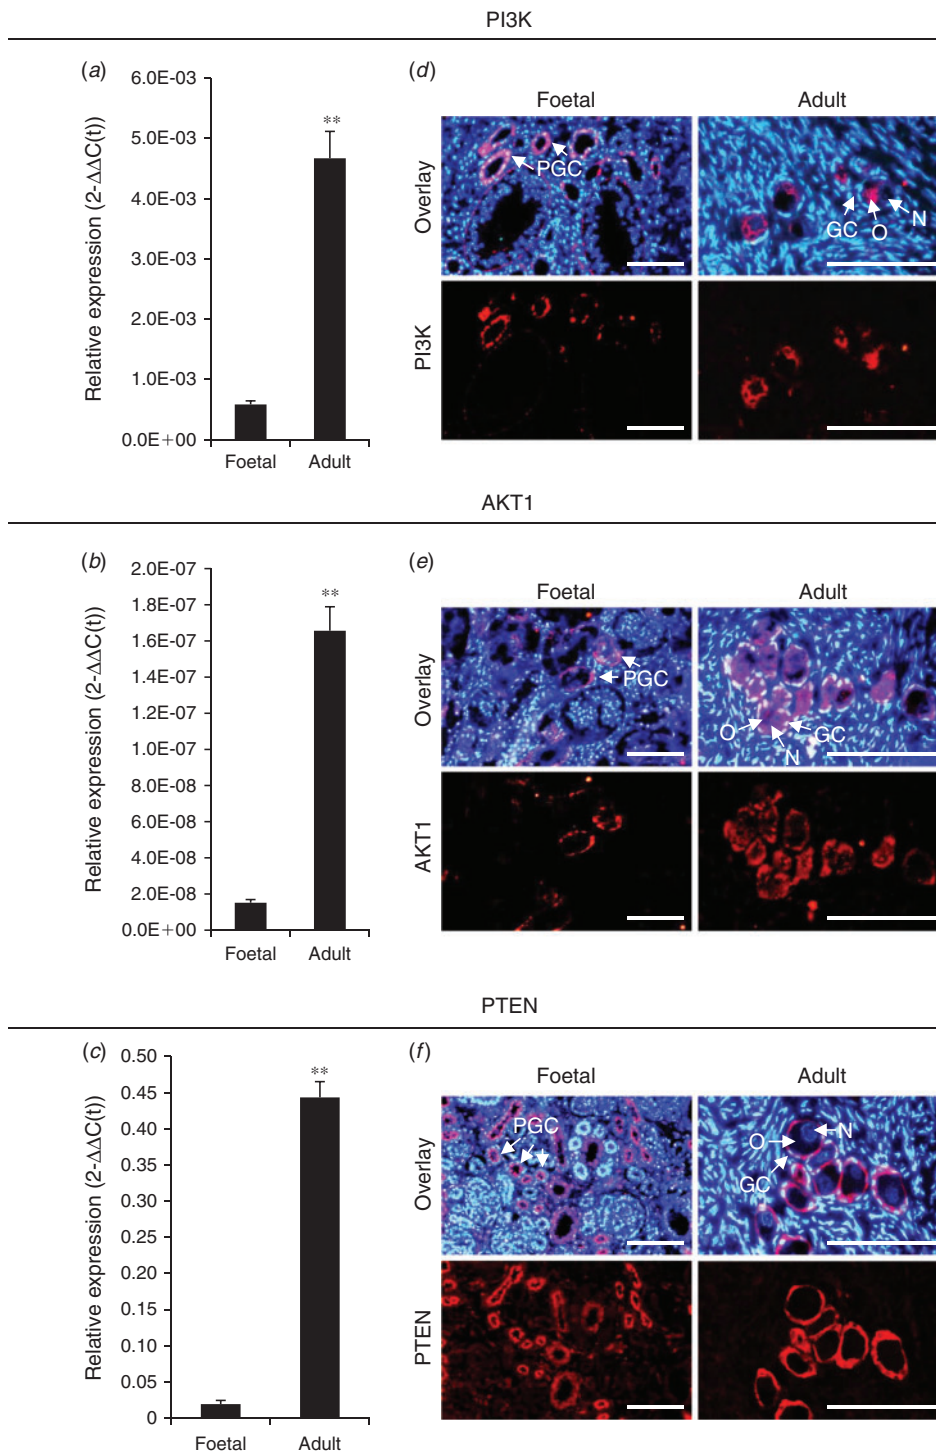 PI3K
(a)
Relative expression (2-ΔΔC(t))
6.0E-03
5.0E-03
4.0E-03
3.0E-03
2.0E-03
1.0E-03
0.0E+00
**
Foetal Adult
(d)
Foetal Adult
Overlay
PGC
GC O N
PI3K
AKT1
(b)
Relative expression (2-ΔΔC(t))
2.0E-07
1.8E-07
1.6E-07
1.4E-07
1.2E-07
1.0E-07
8.0E-08
6.0E-08
4.0E-08
2.0E-08
0.0E+00
**
Foetal Adult
(e)
Foetal Adult
Overlay
PGC
O N GC
AKT1
PTEN
(c)
Relative expression (2-ΔΔC(t))
0.50
0.45
0.40
0.35
0.30
0.25
0.20
0.15
0.10
0.05
0
**
Foetal Adult
(f)
Foetal Adult
Overlay
PGC
O N
GC
PTEN